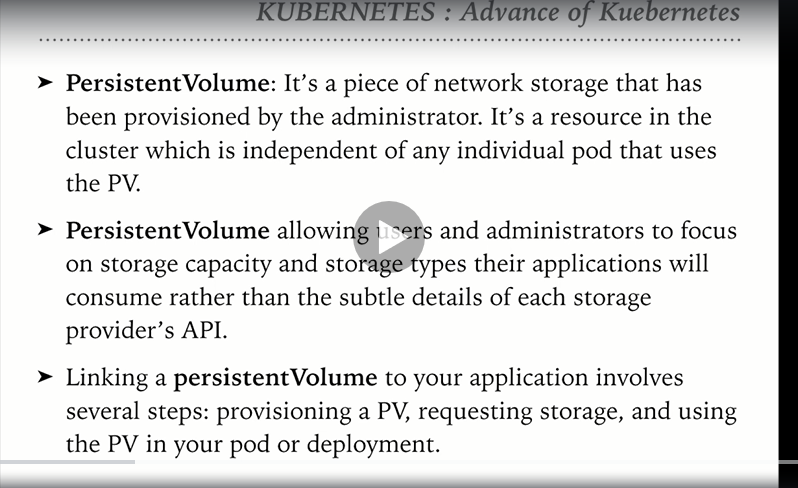 KUBERNETES : Advance of Kuebernetes
➤ PersistentVolume: It's a piece of network storage that has
been provisioned by the administrator. It's a resource in the
cluster which is independent of any individual pod that uses
the PV.
➤ PersistentVolume allowing users and administrators to focus
on storage capacity and storage types their applications will
consume rather than the subtle details of each storage
provider's API.
➤ Linking a persistentVolume to your application involves
several steps: provisioning a PV, requesting storage, and using
the PV in your pod or deployment.